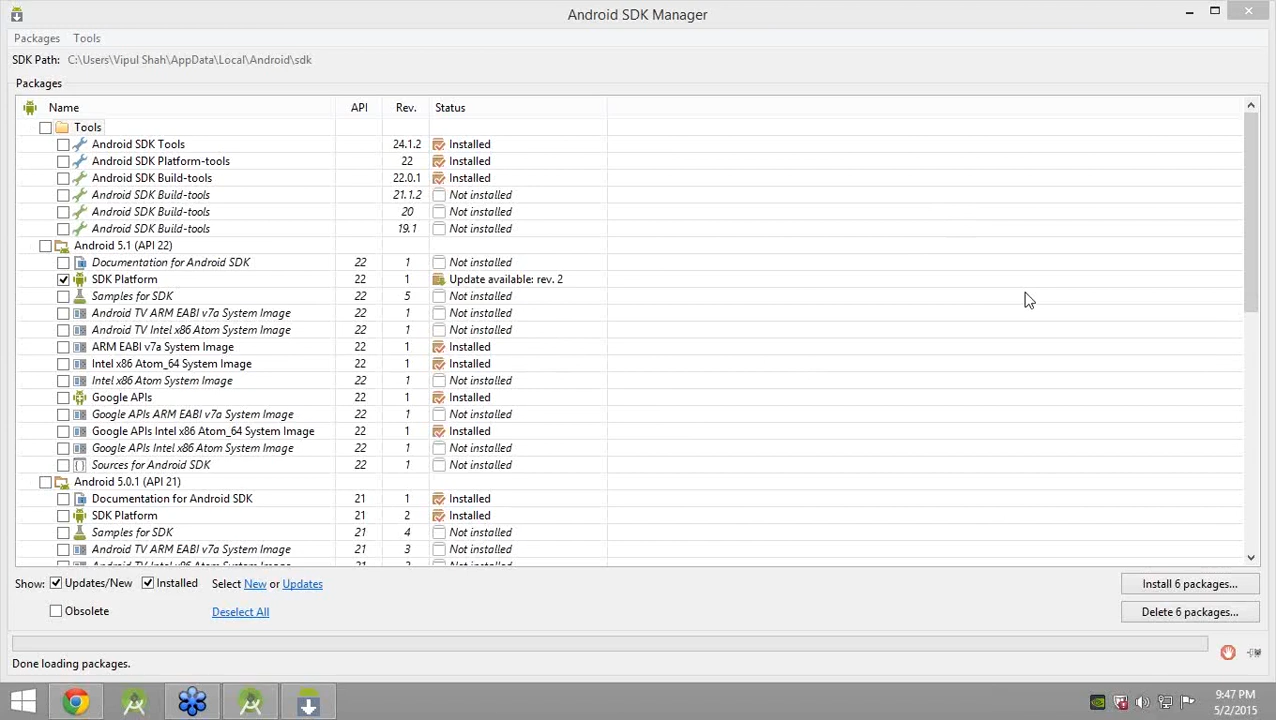 Android SDK Manager
Packages Tools
SDK Path: C:\Users\Vipul Shah\AppData\Local\Android\sdk
Packages
Name API Rev. Status
Tools
Android SDK Tools 24.1.2 Installed
Android SDK Platform-tools 22 Installed
Android SDK Build-tools 22.0.1 Installed
Android SDK Build-tools 21.1.2 Not installed
Android SDK Build-tools 20 Not installed
Android SDK Build-tools 19.1 Not installed
Android 5.1 (API 22)
Documentation for Android SDK 22 1 Not installed
SDK Platform 22 1 Update available: rev. 2
Samples for SDK 22 5 Not installed
Android TV ARM EABI v7a System Image 22 1 Not installed
Android TV Intel x86 Atom System Image 22 1 Not installed
ARM EABI v7a System Image 22 1 Installed
Intel x86 Atom_64 System Image 22 1 Installed
Intel x86 Atom System Image 22 1 Not installed
Google APIs 22 1 Installed
Google APIs ARM EABI v7a System Image 22 1 Not installed
Google APIs Intel x86 Atom_64 System Image 22 1 Installed
Google APIs Intel x86 Atom System Image 22 1 Not installed
Sources for Android SDK 22 1 Not installed
Android 5.0.1 (API 21)
Documentation for Android SDK 21 1 Installed
SDK Platform 21 2 Installed
Samples for SDK 21 4 Not installed
Android TV ARM EABI v7a System Image 21 3 Not installed
Show: Updates/New Installed Select New or Updates Install 6 packages...
Obsolete Deselect All Delete 6 packages...
Done loading packages.
9:47 PM
5/2/2015